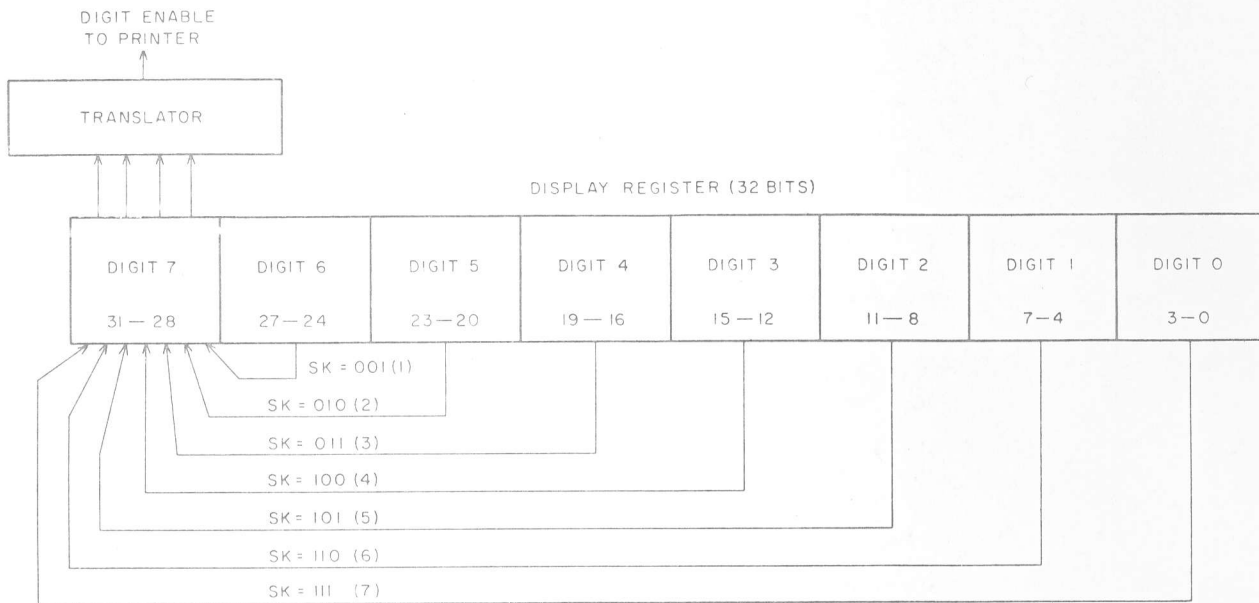 DIGIT ENABLE
TO PRINTER
TRANSLATOR
DISPLAY REGISTER (32 BITS)
DIGIT 7
DIGIT 6
DIGIT 5
DIGIT 4
DIGIT 3
DIGIT 2
DIGIT 1
DIGIT 0
31—28
27—24
23—20
19—16
15—12
11—8
7—4
3—0
SK = 001 (1)
SK = 010 (2)
SK = 011 (3)
SK = 100 (4)
SK = 101 (5)
SK = 110 (6)
SK = 111 (7)